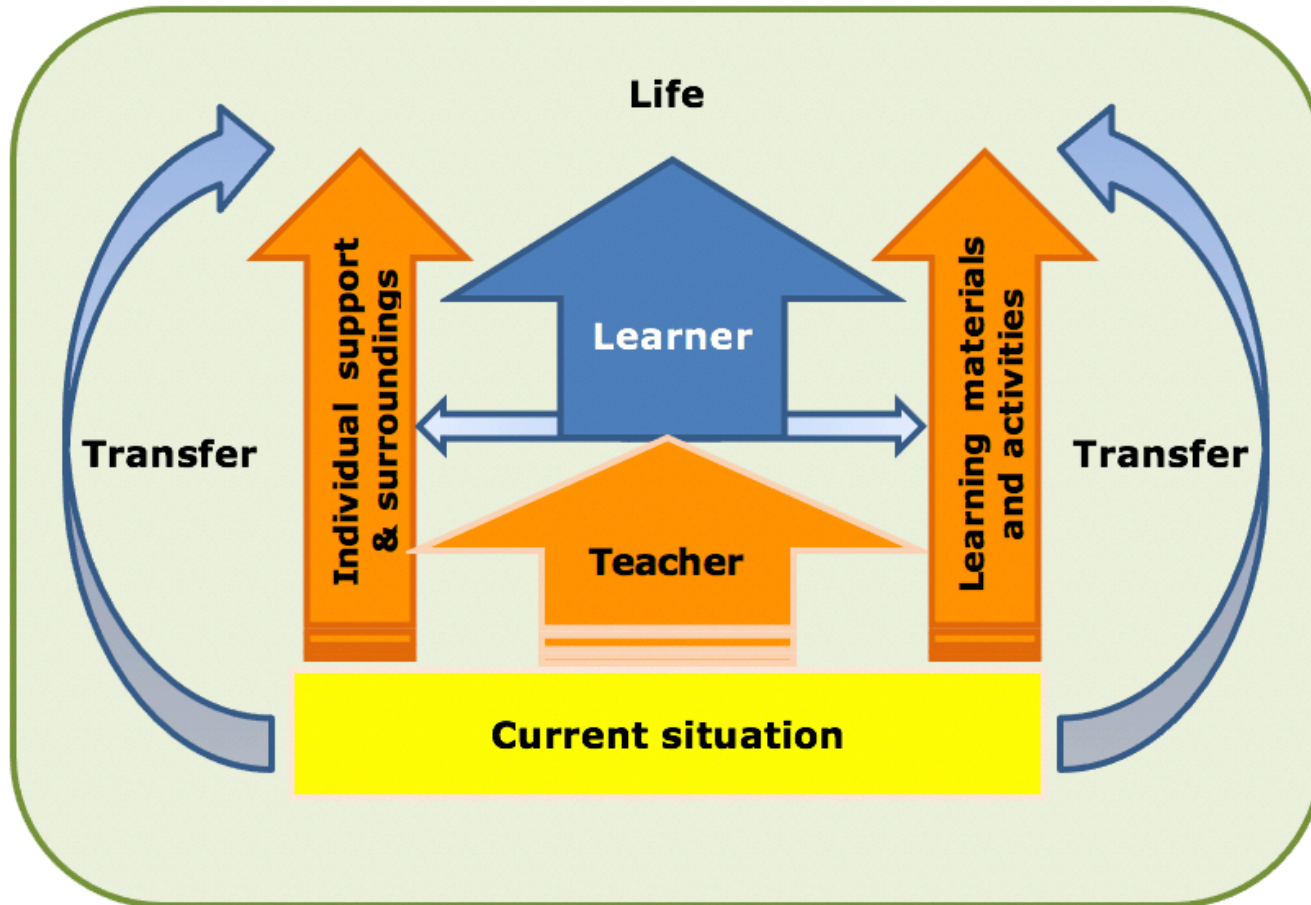 Life
Individual support
& surroundings
Learner
Learning materials
and activities
Transfer
Transfer
Teacher
Current situation